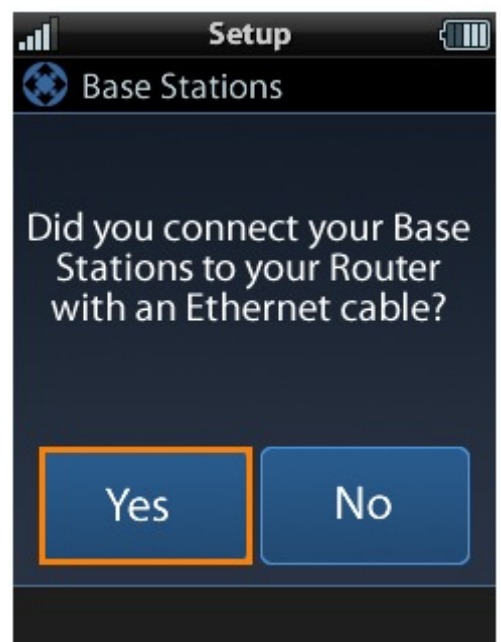 Setup
Base Stations
Did you connect your Base
Stations to your Router
with an Ethernet cable?
Yes
No